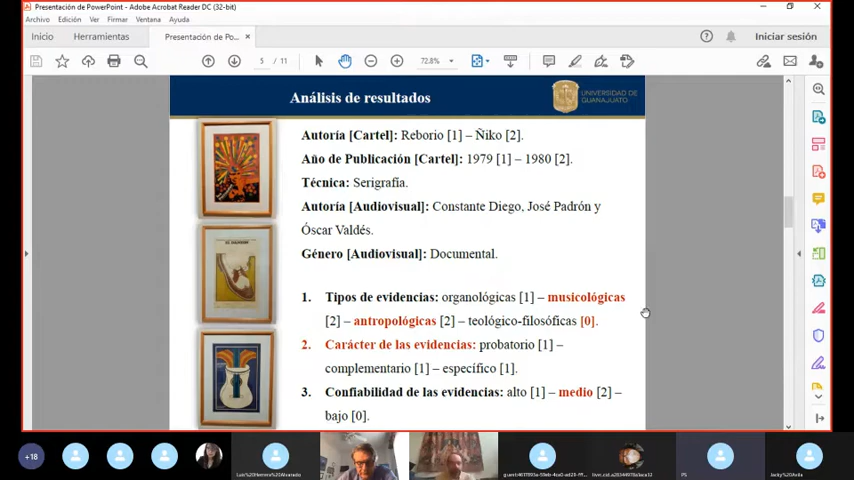 Presentación de PowerPoint - Adobe Acrobat Reader DC (32-bit)
Archivo Edición Ver Firmar Ventana Ayuda
Inicio Herramientas Presentación de Po... × Iniciar sesión
5 / 11 72.8%
Análisis de resultados
UNIVERSIDAD DE
GUANAJUATO
Autoría [Cartel]: Reborio [1] – Ñiko [2].
Año de Publicación [Cartel]: 1979 [1] – 1980 [2].
Técnica: Serigrafía.
Autoría [Audiovisual]: Constante Diego, José Padrón y
Óscar Valdés.
Género [Audiovisual]: Documental.
EL SALVADOR
1. Tipos de evidencias: organológicas [1] – musicológicas
[2] – antropológicas [2] – teológico-filosóficas [0].
2. Carácter de las evidencias: probatorio [1] –
complementario [1] – específico [1].
3. Confiabilidad de las evidencias: alto [1] – medio [2] –
bajo [0].
+18
PS